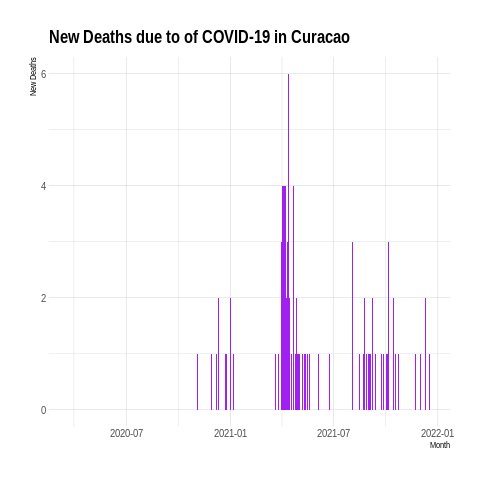 New Deaths due to of COVID-19 in Curacao
New Deaths
6
4
2
0
2020-07 2021-01 2021-07 2022-01
Month